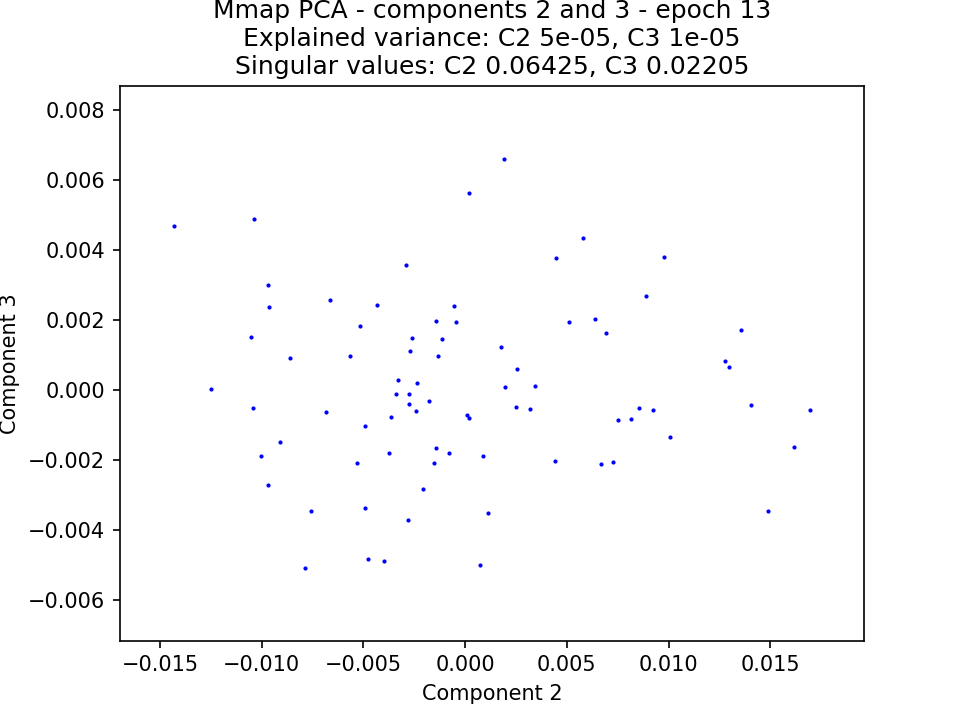 Mmap PCA - components 2 and 3 - epoch 13
Explained variance: C2 5e-05, C3 1e-05
Singular values: C2 0.06425, C3 0.02205
0.008
0.006
0.004
0.002
0.000
−0.002
−0.004
−0.006
Component 3
−0.015 −0.010 −0.005 0.000 0.005 0.010 0.015
Component 2